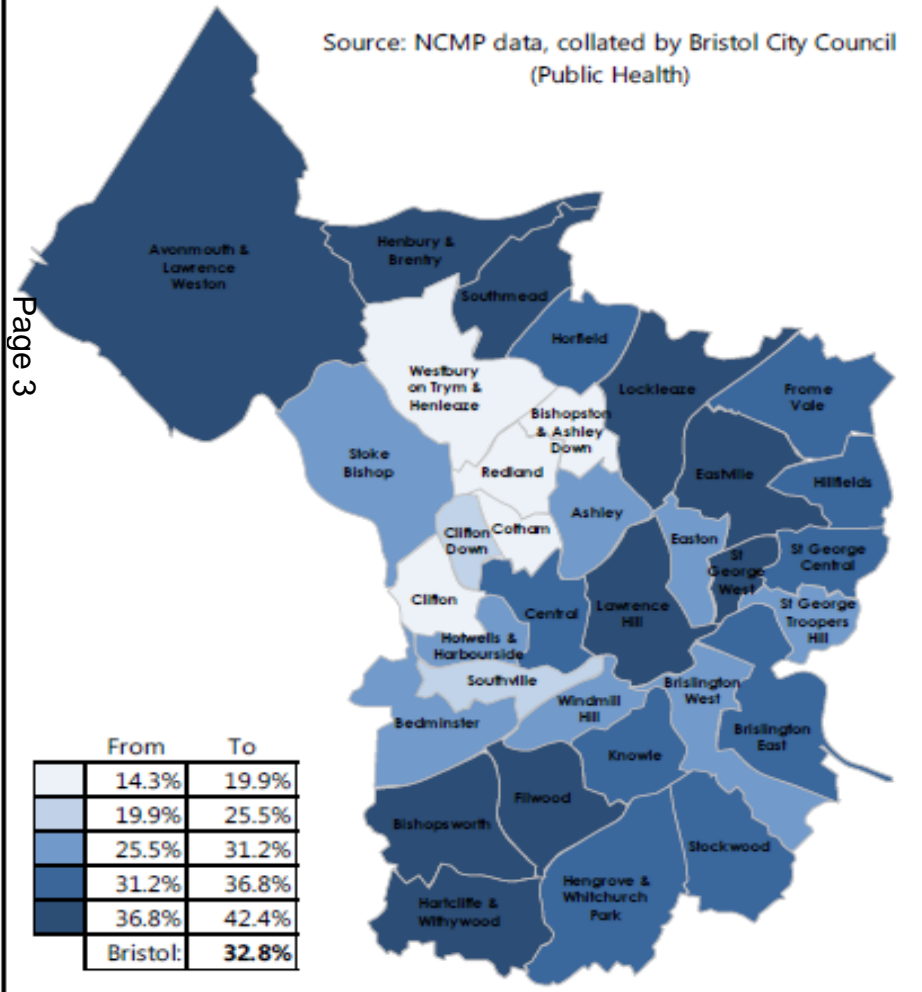 Source: NCMP data, collated by Bristol City Council
(Public Health)
Page 3
Avonmouth &
Lawrence
Weston
Henbury &
Brentry
Southmead
Horfield
Lockleaze
Frome
Vale
Westbury
on Trym &
Henleaze
Bishopston
& Ashley
Down
Stoke
Bishop
Redland
Eastville
Hillfields
Ashley
Clifton
Down
Cotham
Easton
St
George
West
St George
Central
Clifton
Central
Lawrence
Hill
St George
Troopers
Hill
Hotwells &
Harbourside
Southville
Brislington
West
Windmill
Hill
Bedminster
Brislington
East
Knowle
Filwood
Bishopsworth
Stockwood
Hengrove &
Whitchurch
Park
Hartcliffe &
Withywood
From To
14.3% 19.9%
19.9% 25.5%
25.5% 31.2%
31.2% 36.8%
36.8% 42.4%
Bristol: 32.8%